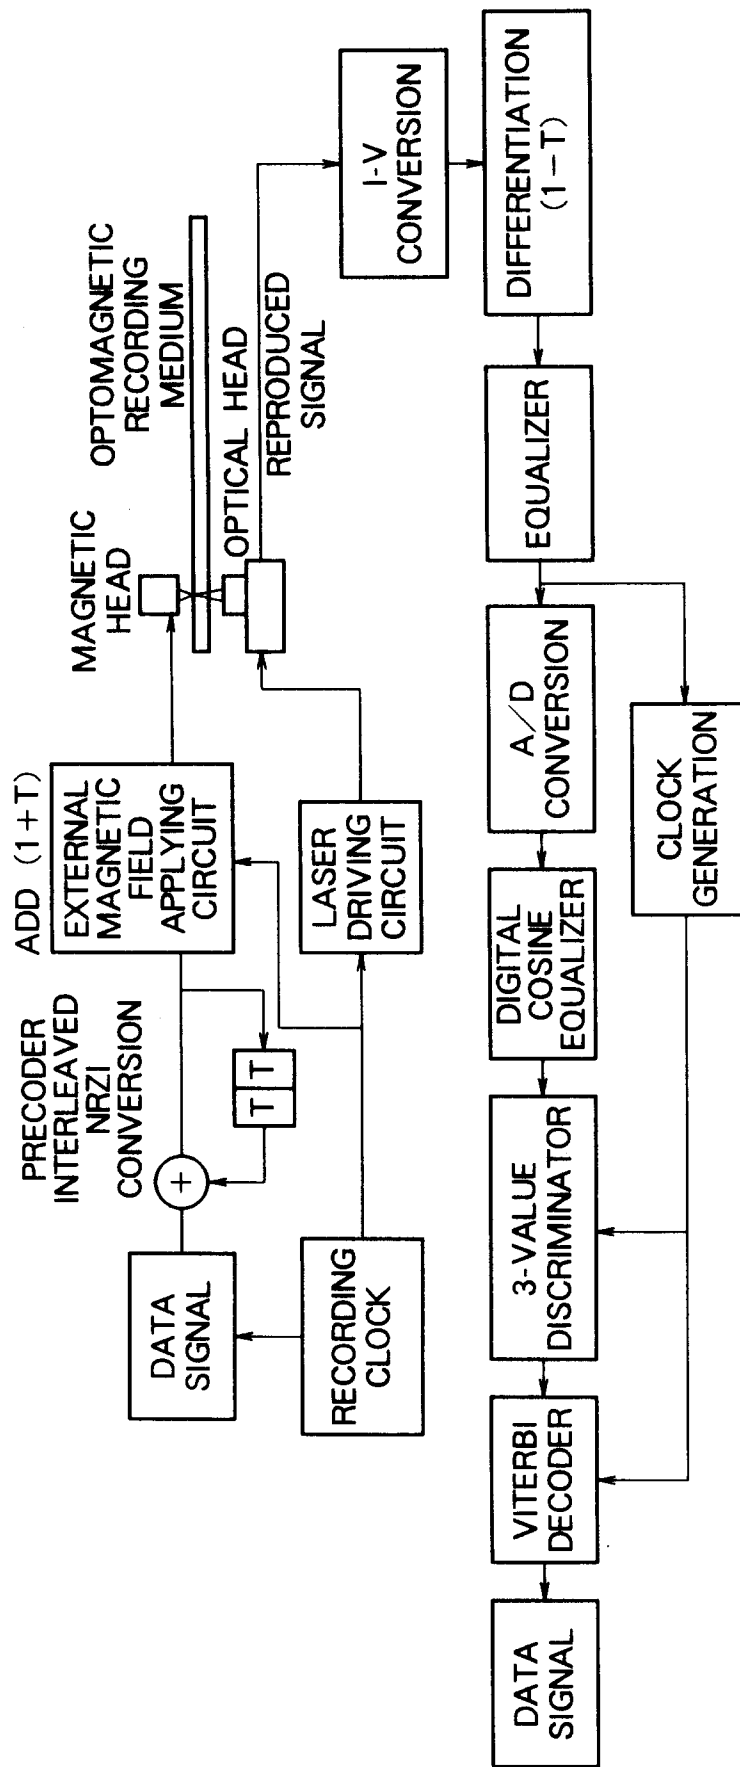 DATA
SIGNAL
+
PRECODER
INTERLEAVED
NRZI
CONVERSION
T T
ADD (1+T)
EXTERNAL
MAGNETIC
FIELD
APPLYING
CIRCUIT
MAGNETIC
HEAD
OPTOMAGNETIC
RECORDING
MEDIUM
RECORDING
CLOCK
LASER
DRIVING
CIRCUIT
OPTICAL HEAD
REPRODUCED
SIGNAL
I-V
CONVERSION
DIFFERENTIATION
(1-T)
EQUALIZER
A/D
CONVERSION
DIGITAL
COSINE
EQUALIZER
3-VALUE
DISCRIMINATOR
VITERBI
DECODER
DATA
SIGNAL
CLOCK
GENERATION